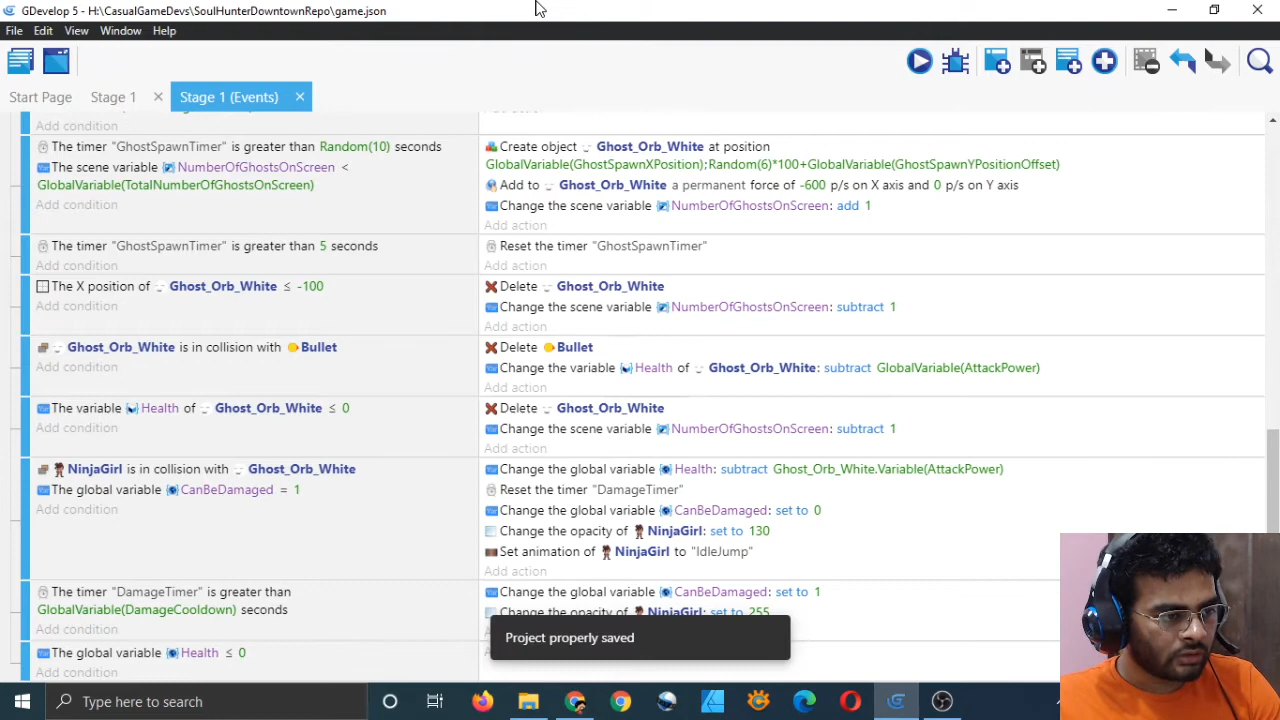 GDevelop 5 - H:\CasualGameDevs\SoulHunterDowntownRepo\game.json
File Edit View Window Help
Start Page Stage 1 Stage 1 (Events)
Add condition
The timer "GhostSpawnTimer" is greater than Random(10) seconds
The scene variable NumberOfGhostsOnScreen <
GlobalVariable(TotalNumberOfGhostsOnScreen)
Add condition
Create object Ghost_Orb_White at position
GlobalVariable(GhostSpawnXPosition);Random(6)*100+GlobalVariable(GhostSpawnYPositionOffset)
Add to Ghost_Orb_White a permanent force of -600 p/s on X axis and 0 p/s on Y axis
Change the scene variable NumberOfGhostsOnScreen: add 1
Add action
The timer "GhostSpawnTimer" is greater than 5 seconds
Add condition
Reset the timer "GhostSpawnTimer"
Add action
The X position of Ghost_Orb_White ≤ -100
Add condition
Delete Ghost_Orb_White
Change the scene variable NumberOfGhostsOnScreen: subtract 1
Add action
Ghost_Orb_White is in collision with Bullet
Add condition
Delete Bullet
Change the variable Health of Ghost_Orb_White: subtract GlobalVariable(AttackPower)
Add action
The variable Health of Ghost_Orb_White ≤ 0
Add condition
Delete Ghost_Orb_White
Change the scene variable NumberOfGhostsOnScreen: subtract 1
Add action
NinjaGirl is in collision with Ghost_Orb_White
The global variable CanBeDamaged = 1
Add condition
Change the global variable Health: subtract Ghost_Orb_White.Variable(AttackPower)
Reset the timer "DamageTimer"
Change the global variable CanBeDamaged: set to 0
Change the opacity of NinjaGirl: set to 130
Set animation of NinjaGirl to "IdleJump"
Add action
The timer "DamageTimer" is greater than
GlobalVariable(DamageCooldown) seconds
Add condition
Change the global variable CanBeDamaged: set to 1
Change the opacity of NinjaGirl: set to 255
Project properly saved
The global variable Health ≤ 0
Add condition
Type here to search